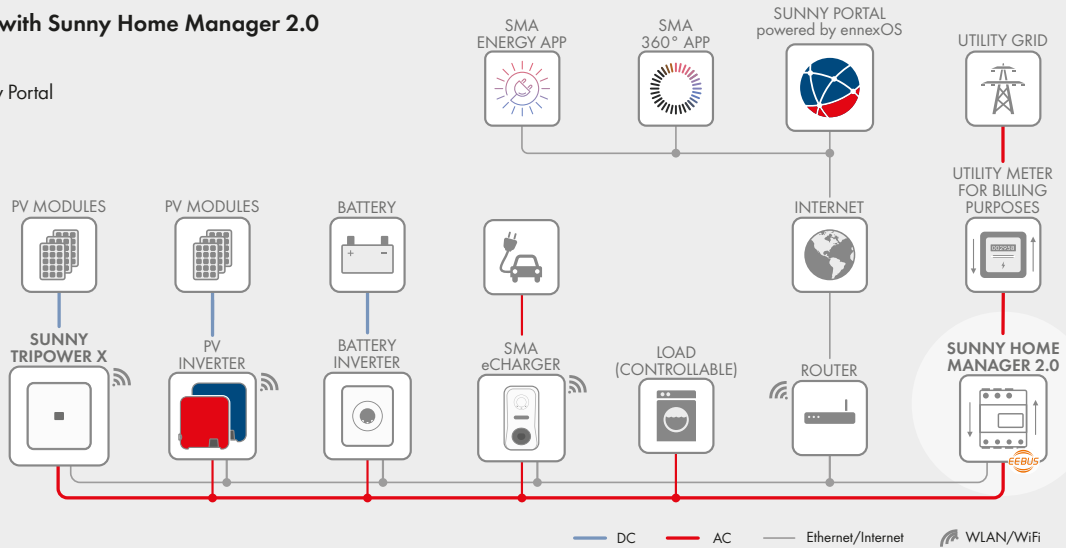 with Sunny Home Manager 2.0
Portal
SMA
ENERGY APP
SMA
360° APP
SUNNY PORTAL
powered by ennexOS
UTILITY GRID
UTILITY METER
FOR BILLING
PURPOSES
PV MODULES
PV MODULES
BATTERY
INTERNET
SUNNY
TRIPOWER X
PV
INVERTER
BATTERY
INVERTER
SMA
eCHARGER
LOAD
(CONTROLLABLE)
ROUTER
SUNNY HOME
MANAGER 2.0
EEBUS
DC
AC
Ethernet/Internet
WLAN/WiFi